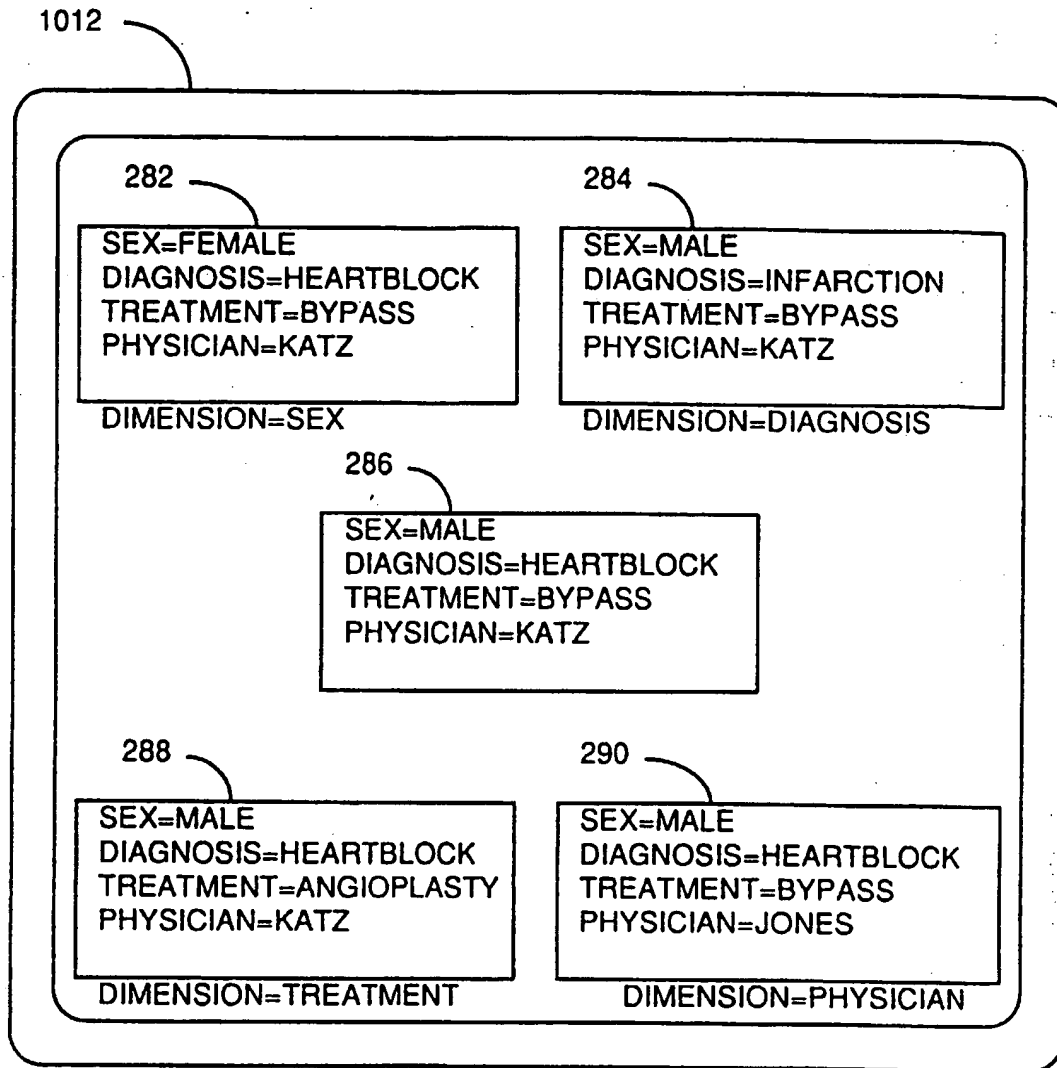 1012
282
SEX=FEMALE
DIAGNOSIS=HEARTBLOCK
TREATMENT=BYPASS
PHYSICIAN=KATZ
DIMENSION=SEX
284
SEX=MALE
DIAGNOSIS=INFARCTION
TREATMENT=BYPASS
PHYSICIAN=KATZ
DIMENSION=DIAGNOSIS
286
SEX=MALE
DIAGNOSIS=HEARTBLOCK
TREATMENT=BYPASS
PHYSICIAN=KATZ
288
SEX=MALE
DIAGNOSIS=HEARTBLOCK
TREATMENT=ANGIOPLASTY
PHYSICIAN=KATZ
DIMENSION=TREATMENT
290
SEX=MALE
DIAGNOSIS=HEARTBLOCK
TREATMENT=BYPASS
PHYSICIAN=JONES
DIMENSION=PHYSICIAN